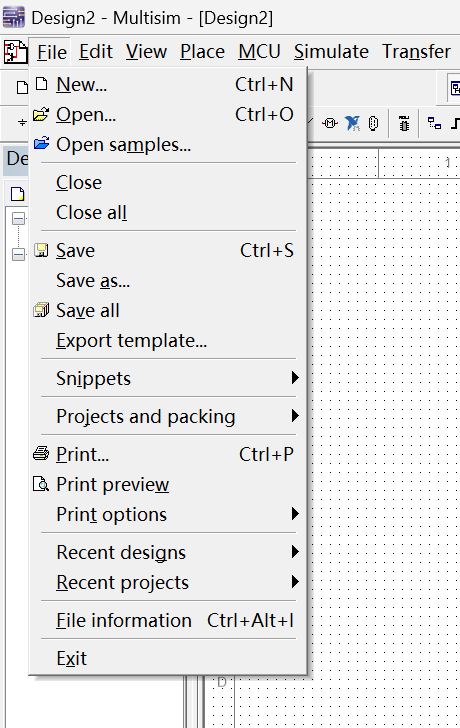 Design2 - Multisim - [Design2]
File Edit View Place MCU Simulate Transfer
New... Ctrl+N
Open... Ctrl+O
Open samples...
De
Close
Close all
Save Ctrl+S
Save as...
Save all
Export template...
Snippets
Projects and packing
Print... Ctrl+P
Print preview
Print options
Recent designs
Recent projects
File information Ctrl+Alt+I
Exit
1
D